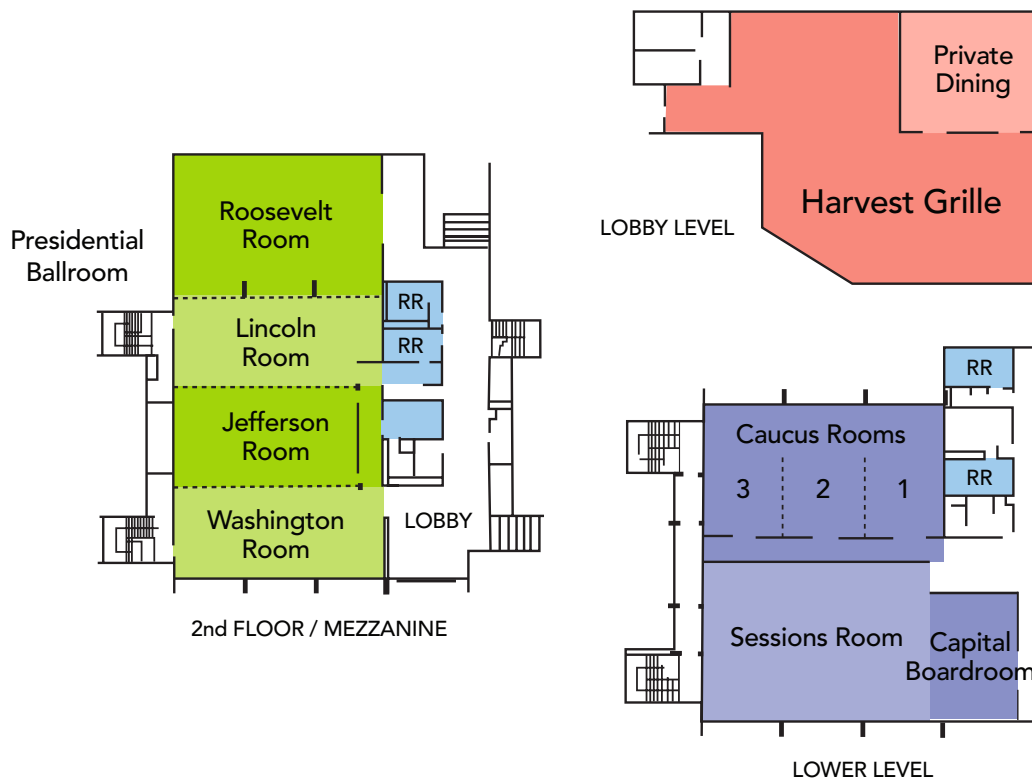 Presidential
Ballroom
Roosevelt
Room
Lincoln
Room
Jefferson
Room
Washington
Room
RR
RR
LOBBY
2nd FLOOR / MEZZANINE
Private
Dining
Harvest Grille
LOBBY LEVEL
RR
Caucus Rooms
3 2 1
RR
Sessions Room
Capital
Boardroom
LOWER LEVEL